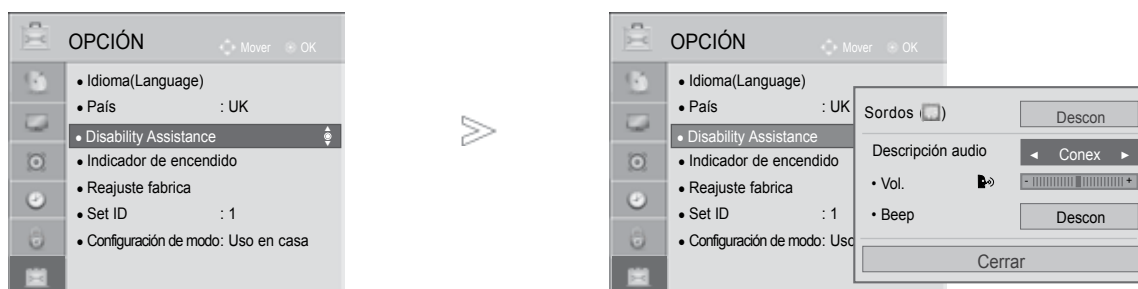 OPCIÓN Mover OK
• Idioma(Language)
• País : UK
• Disability Assistance
• Indicador de encendido
• Reajuste fabrica
• Set ID : 1
• Configuración de modo: Uso en casa
OPCIÓN Mover OK
• Idioma(Language)
• País : UK
• Disability Assistance
• Indicador de encendido
• Reajuste fabrica
• Set ID : 1
• Configuración de modo: Uso
Sordos ( ) Descon
Descripción audio ◄ Conex ►
• Vol. - +
• Beep Descon
Cerrar